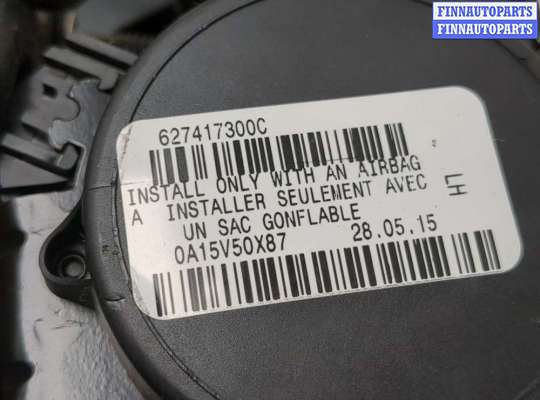 FINNAUTOPARTS
FINNAUTOPARTS
627417300C
INSTALL ONLY WITH AN AIRBAG
A INSTALLER SEULEMENT AVEC
UN SAC GONFLABLE
LH
0A15V50X87 28.05.15